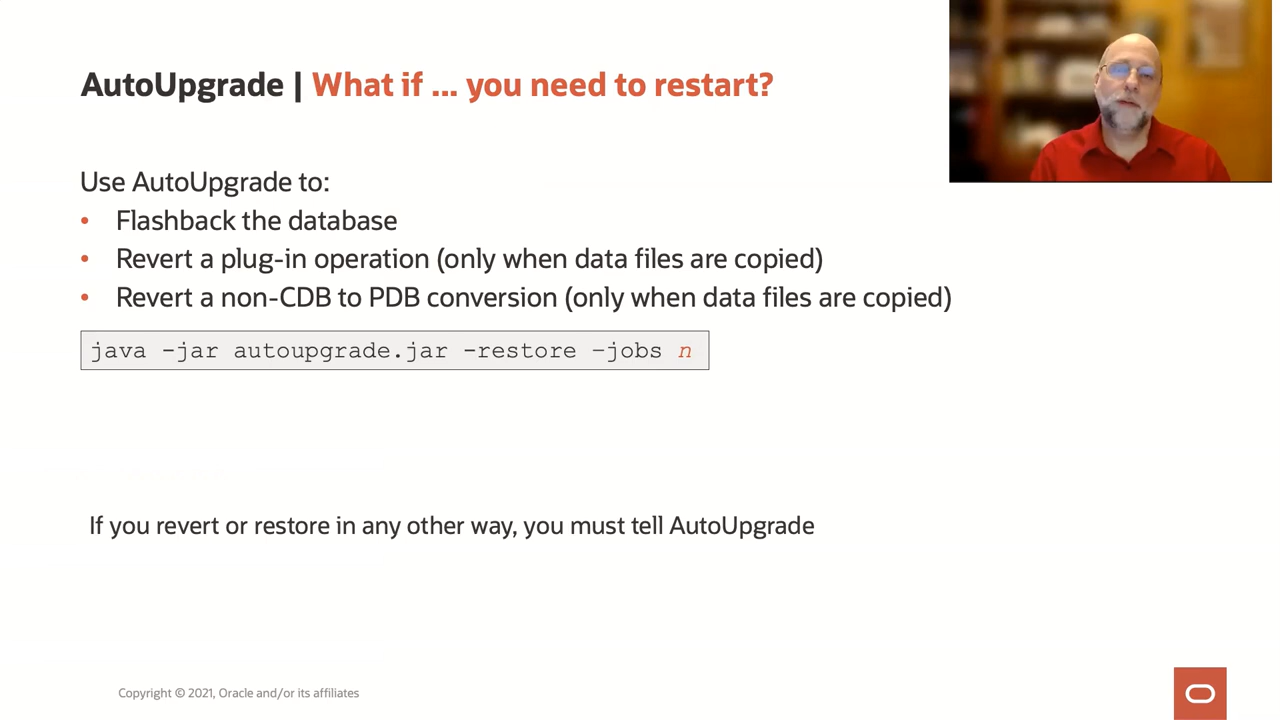 AutoUpgrade | What if ... you need to restart?
Use AutoUpgrade to:
• Flashback the database
• Revert a plug-in operation (only when data files are copied)
• Revert a non-CDB to PDB conversion (only when data files are copied)
java -jar autoupgrade.jar -restore –jobs n
If you revert or restore in any other way, you must tell AutoUpgrade
Copyright © 2021, Oracle and/or its affiliates